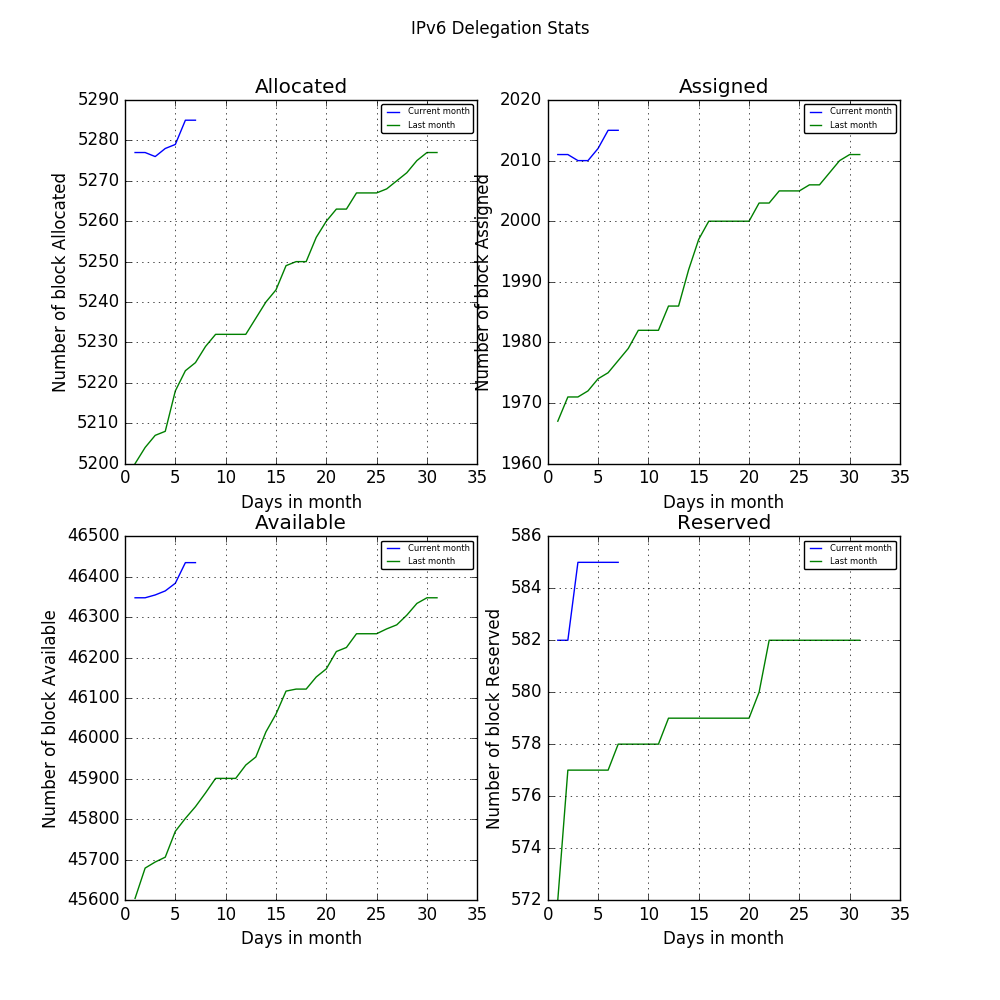 IPv6 Delegation Stats
Allocated
5290
5280
5270
5260
5250
5240
5230
5220
5210
5200
Number of block Allocated
Current month
Last month
0 5 10 15 20 25 30 35
Days in month
Assigned
2020
2010
2000
1990
1980
1970
1960
Number of block Assigned
Current month
Last month
0 5 10 15 20 25 30 35
Days in month
Available
46500
46400
46300
46200
46100
46000
45900
45800
45700
45600
Number of block Available
Current month
Last month
0 5 10 15 20 25 30 35
Days in month
Reserved
586
584
582
580
578
576
574
572
Number of block Reserved
Current month
Last month
0 5 10 15 20 25 30 35
Days in month